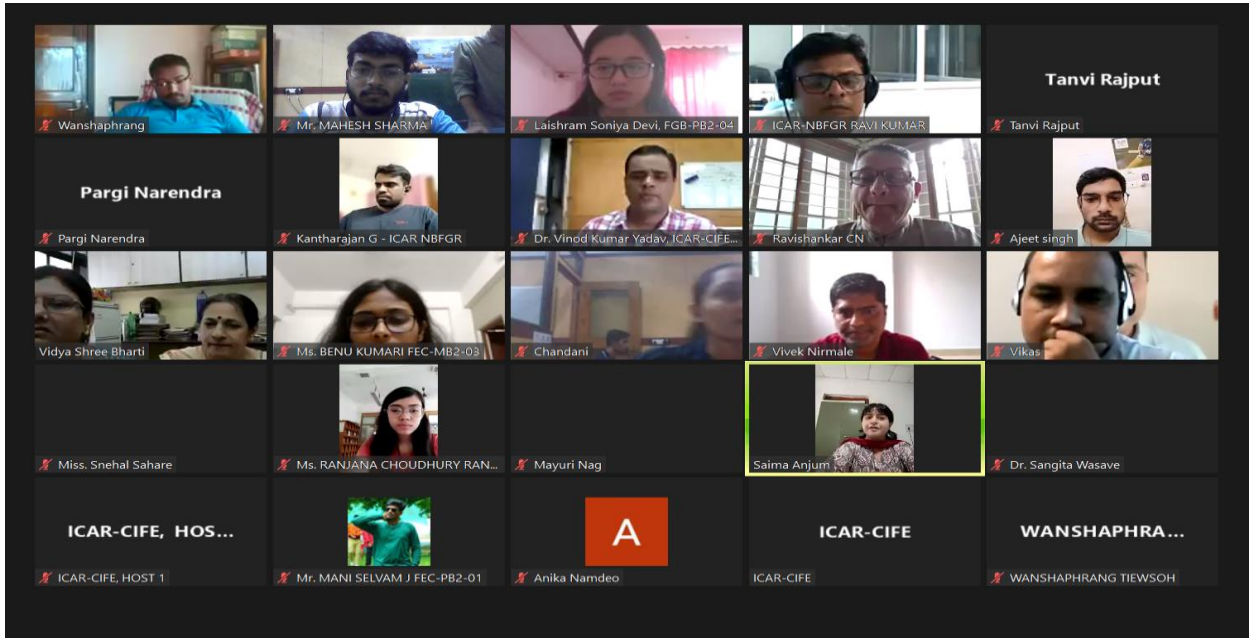 Wanshaphrang
Mr. MAHESH SHARMA
Laishram Soniya Devi, FGB-PB2-04
ICAR-NBFGR RAVI KUMAR
Tanvi Rajput
Tanvi Rajput
Pargi Narendra
Pargi Narendra
Kantharajan G - ICAR NBFGR
Dr. Vinod Kumar Yadav, ICAR-CIFE...
Ravishankar CN
Ajeet singh
Vidya Shree Bharti
Ms. BENU KUMARI FEC-MB2-03
Chandani
Vivek Nirmale
Vikas
Miss. Snehal Sahare
Ms. RANJANA CHOUDHURY RAN...
Mayuri Nag
Saima Anjum
Dr. Sangita Wasave
ICAR-CIFE, HOS...
ICAR-CIFE, HOST 1
Mr. MANI SELVAM J FEC-PB2-01
A
Anika Namdeo
ICAR-CIFE
ICAR-CIFE
WANSHAPHRA...
WANSHAPHRANG TIEWSOH